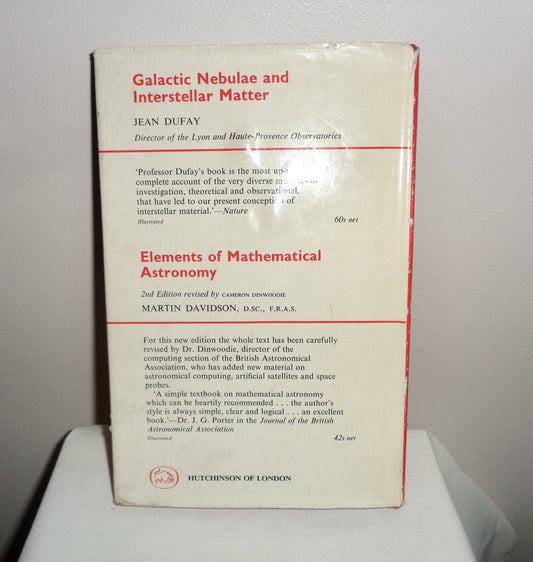 Galactic Nebulae and
Interstellar Matter
JEAN DUFAY
Director of the Lyon and Haute-Provence Observatories
'Professor Dufay's book is the most up-
complete account of the very diverse of
investigation, theoretical and observational,
that have led to our present conception of
interstellar material.'—Nature
Illustrated 60s net
Elements of Mathematical
Astronomy
2nd Edition revised by CAMERON DINWOODIE
MARTIN DAVIDSON, D.SC., F.R.A.S.
For this new edition the whole text has been carefully
revised by Dr. Dinwoodie, director of the
computing section of the British Astronomical
Association, who has added new material on
astronomical computing, artificial satellites and space
probes.
'A simple textbook on mathematical astronomy
which can be heartily recommended . . . the author's
style is always simple, clear and logical . . . an excellent
book.'—Dr. J. G. Porter in the Journal of the British
Astronomical Association
Illustrated 42s net
HUTCHINSON OF LONDON